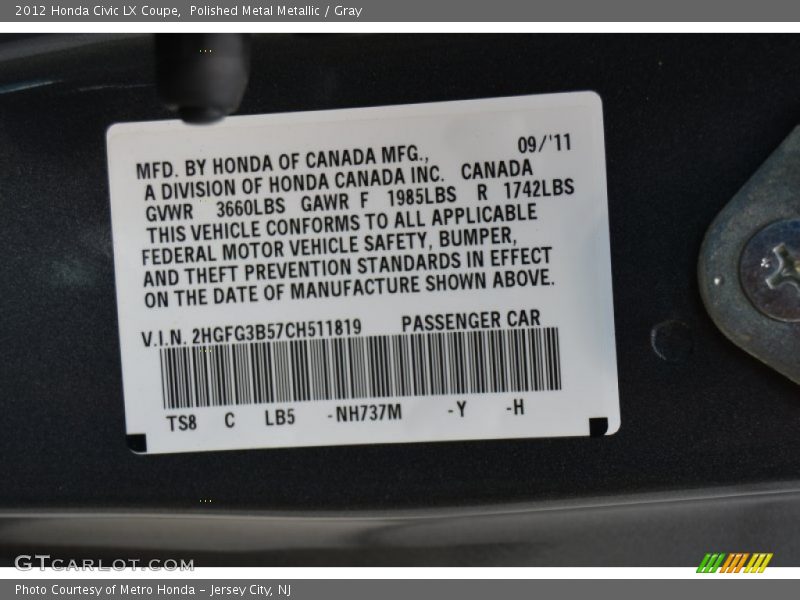 2012 Honda Civic LX Coupe, Polished Metal Metallic / Gray
MFD. BY HONDA OF CANADA MFG., 09/'11
A DIVISION OF HONDA CANADA INC. CANADA
GVWR 3660LBS GAWR F 1985LBS R 1742LBS
THIS VEHICLE CONFORMS TO ALL APPLICABLE
FEDERAL MOTOR VEHICLE SAFETY, BUMPER,
AND THEFT PREVENTION STANDARDS IN EFFECT
ON THE DATE OF MANUFACTURE SHOWN ABOVE.
V.I.N. 2HGFG3B57CH511819 PASSENGER CAR
TS8 C LB5 -NH737M -Y -H
GTCARLOT.COM
Photo Courtesy of Metro Honda – Jersey City, NJ